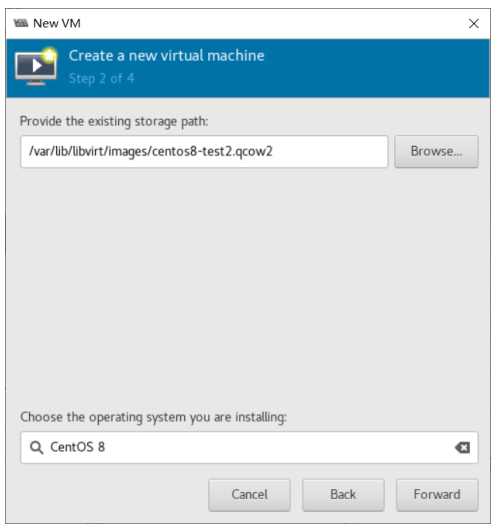 New VM
Create a new virtual machine
Step 2 of 4
Provide the existing storage path:
/var/lib/libvirt/images/centos8-test2.qcow2
Browse...
Choose the operating system you are installing:
CentOS 8
Cancel
Back
Forward